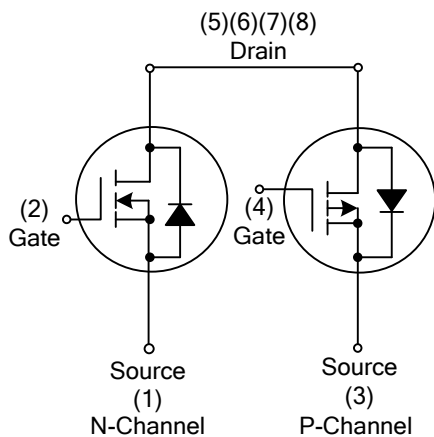 (5)(6)(7)(8)
Drain
(2)
Gate
(4)
Gate
Source
(1)
N-Channel
Source
(3)
P-Channel